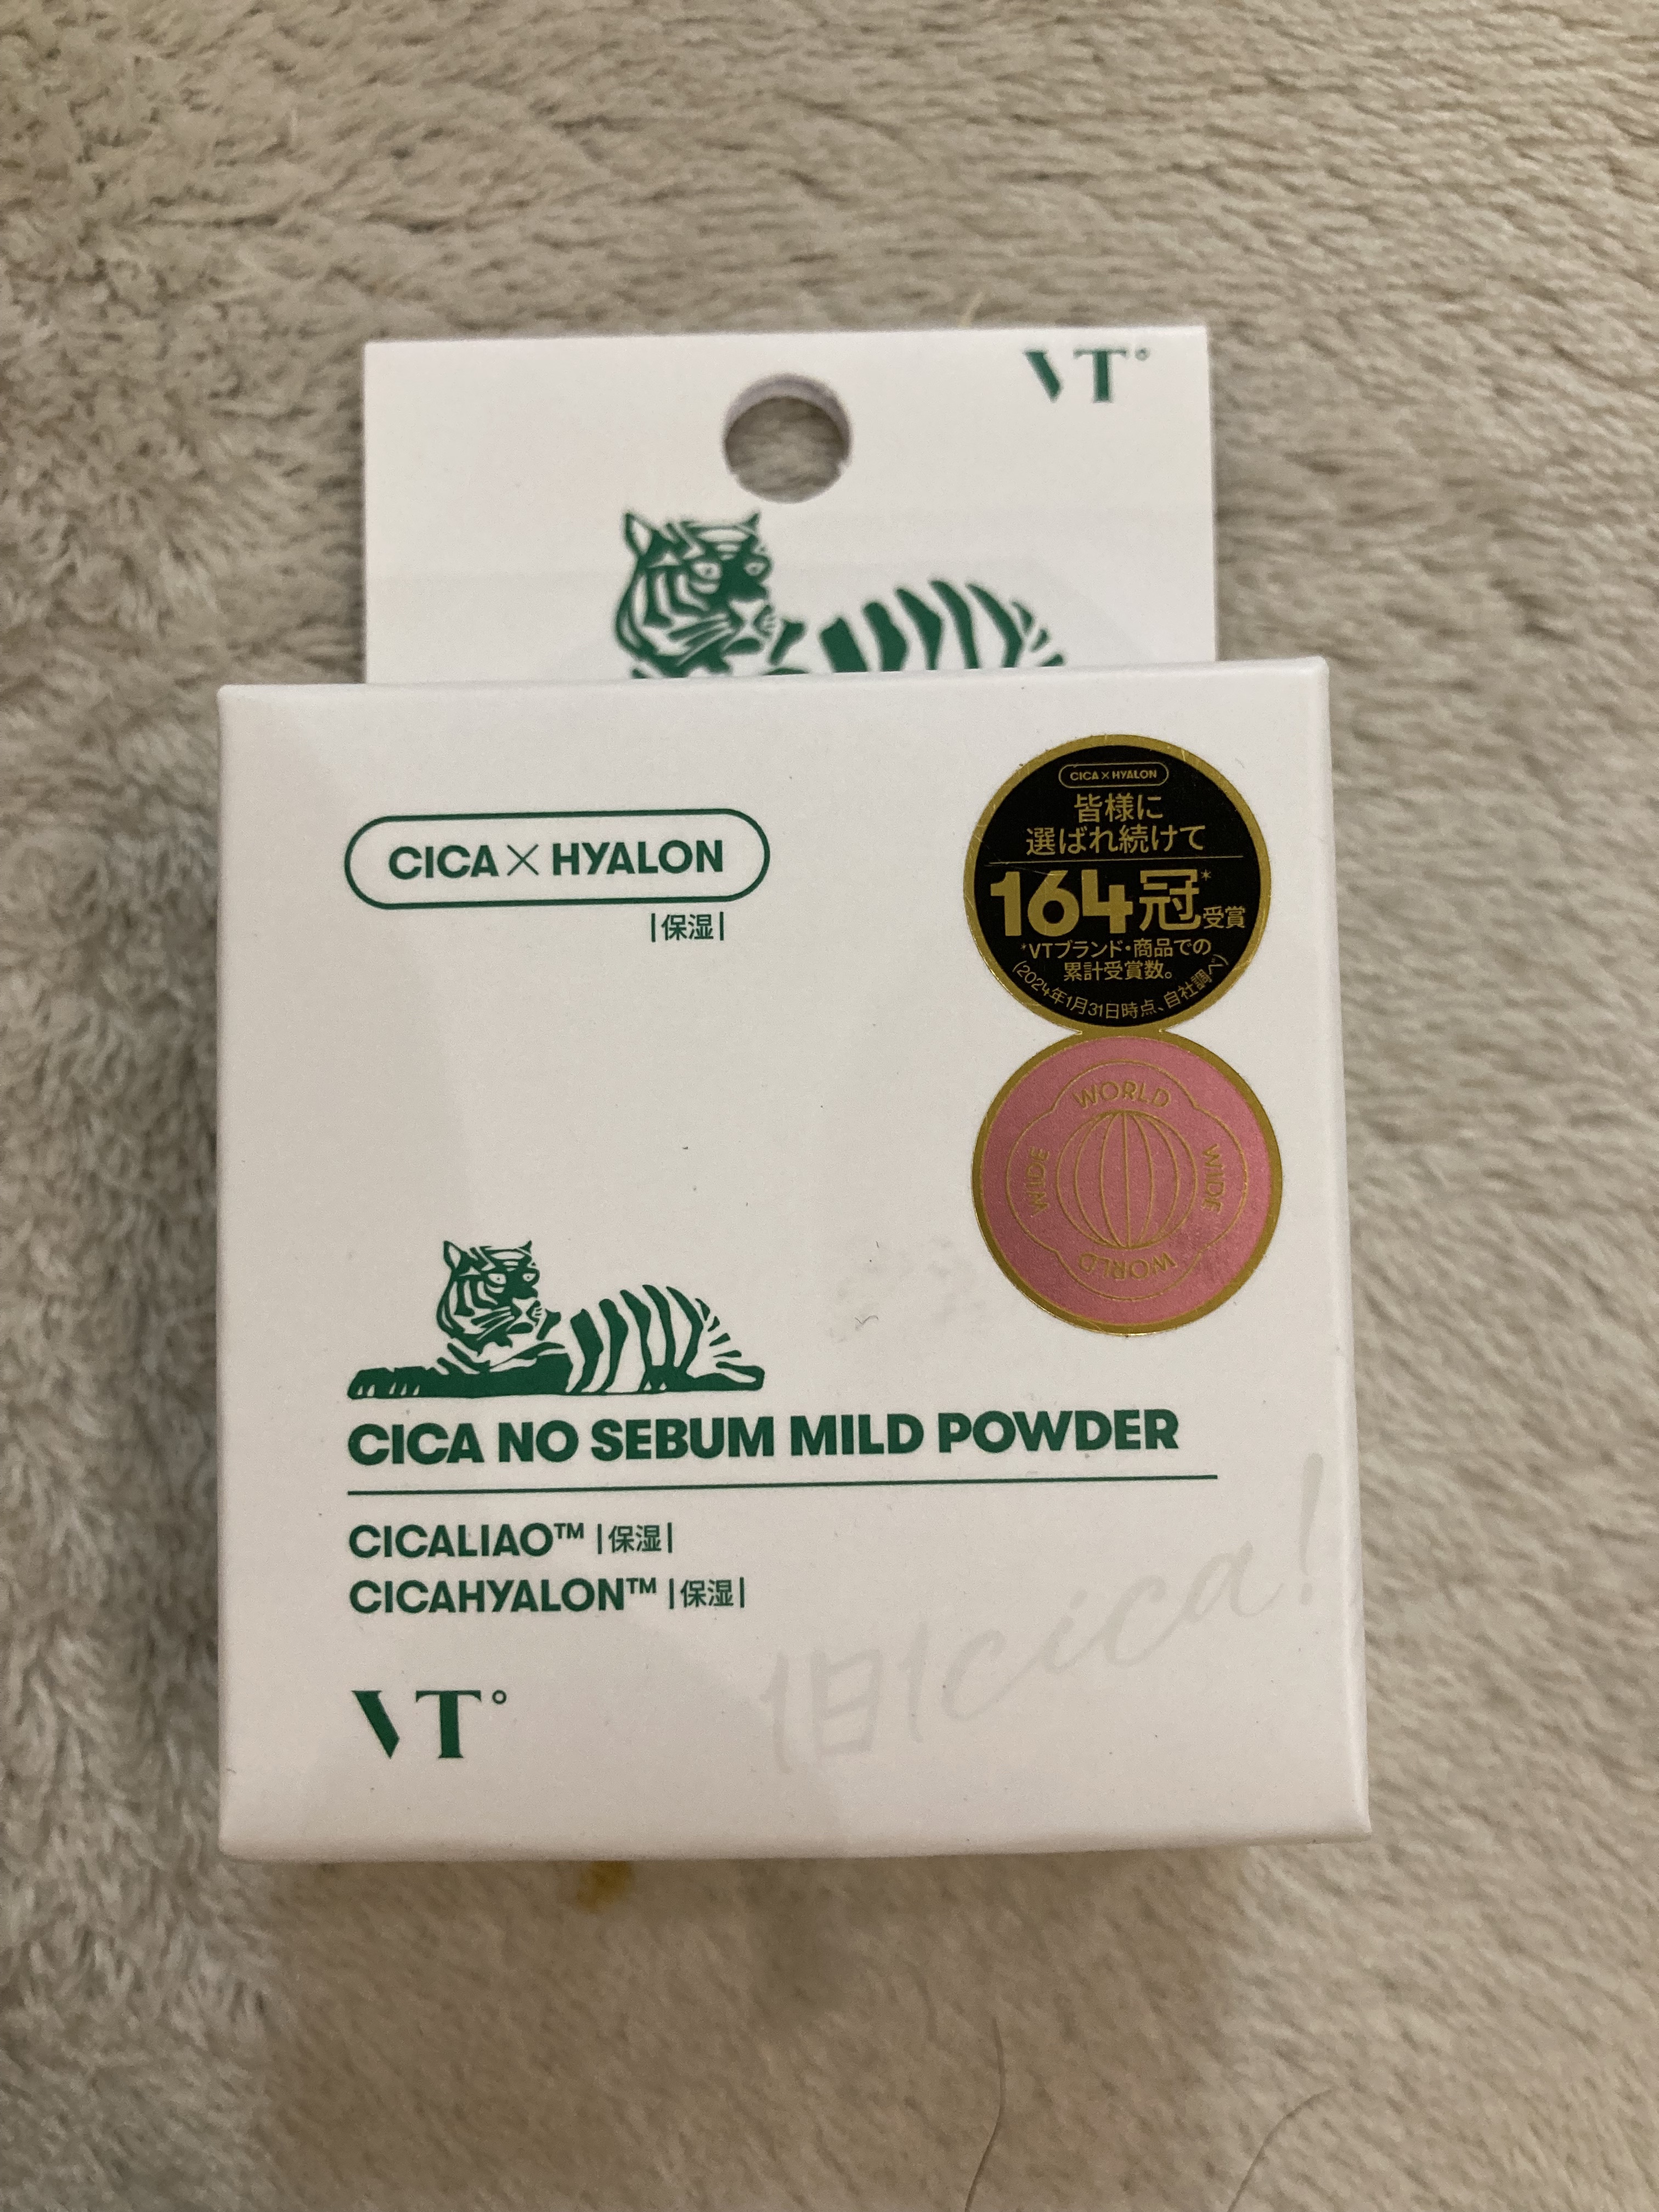 VT°
CICA×HYALON
|保湿|
CICA×HYALON
皆様に
選ばれ続けて
164冠*受賞
*VTブランド・商品での
累計受賞数。
(2024年1月31日時点、自社調べ)
WORLD
WIDE
WIDE
WORLD
CICA NO SEBUM MILD POWDER
CICALIAO™ |保湿|
CICAHYALON™ |保湿|
1日1cica!
VT°